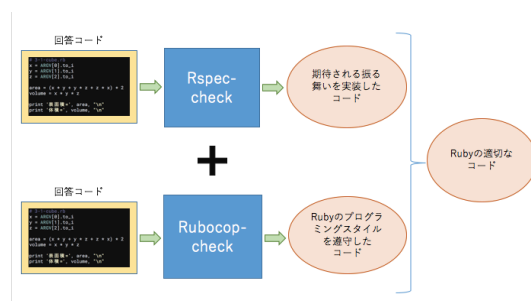 回答コード
# 2-1-kube.rb
x = ARGV[0].to_i
y = ARGV[1].to_i
z = ARGV[2].to_i
area = (x * y + y * z + z * x) * 2
volume = x * y * z
print '表面積=', area, "\n"
print '体積=', volume, "\n"
Rspec-
check
期待される振る
舞いを実装した
コード
+
Rubyの適切な
コード
回答コード
x = ARGV[0].to_i
y = ARGV[1].to_i
z = ARGV[2].to_i
area = (x * y + y * z + z * x) * 2
volume = x * y * z
print '表面積=', area, "\n"
print '体積=', volume, "\n"
Rubocop-
check
Rubyのプログラ
ミングスタイル
を遵守した
コード